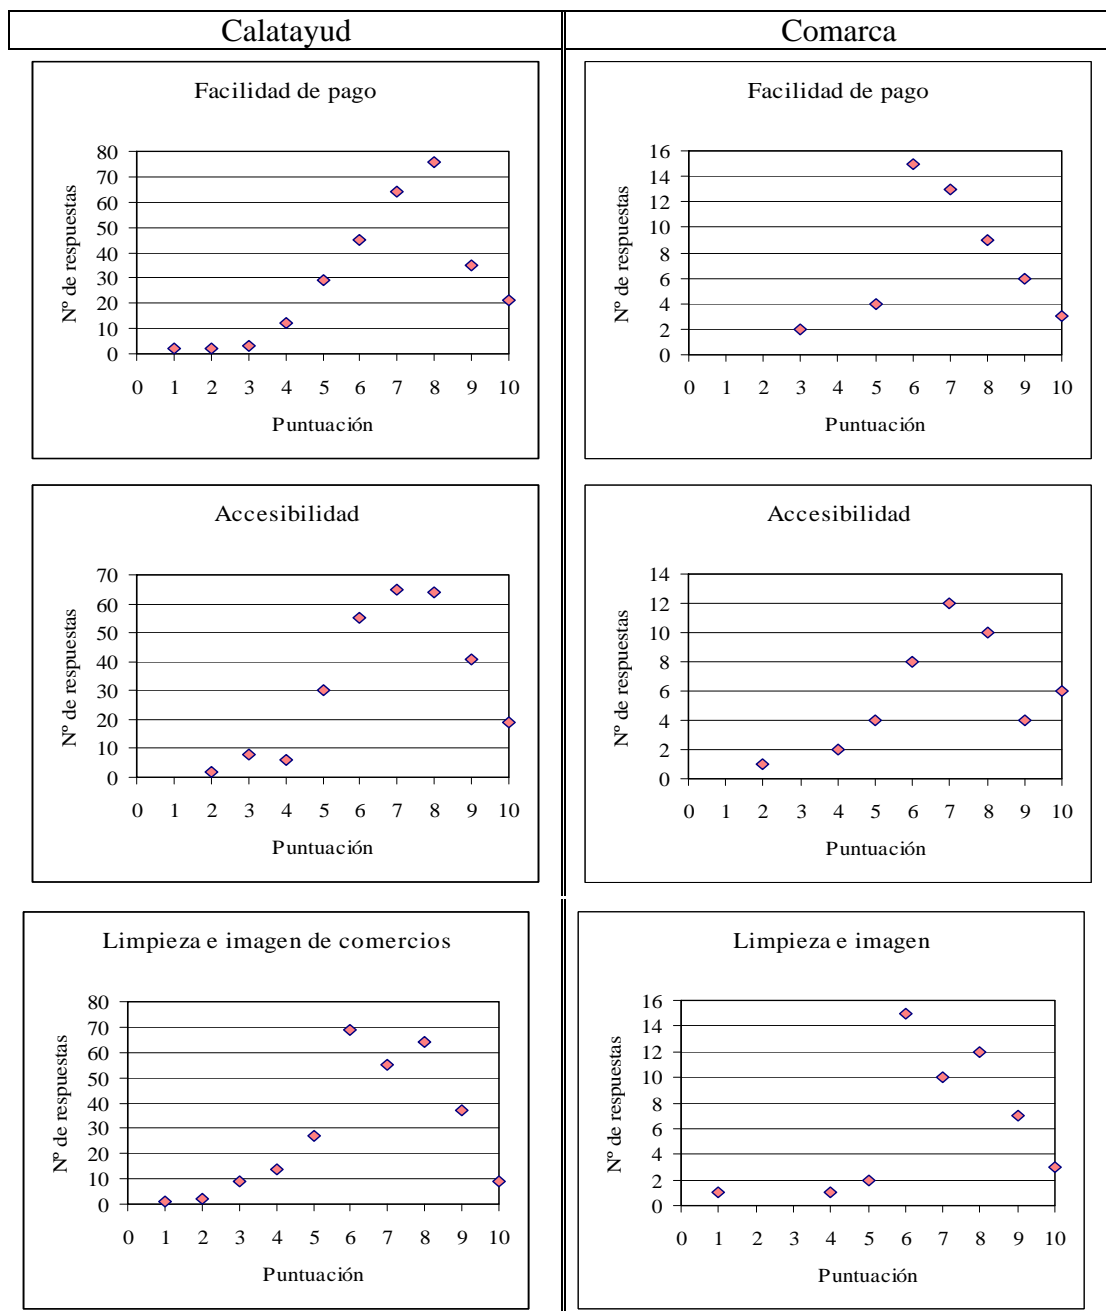 Calatayud
Comarca
Facilidad de pago
Nº de respuestas
80
70
60
50
40
30
20
10
0
0 1 2 3 4 5 6 7 8 9 10
Puntuación
Facilidad de pago
Nº de respuestas
16
14
12
10
8
6
4
2
0
0 1 2 3 4 5 6 7 8 9 10
Puntuación
Accesibilidad
Nº de respuestas
70
60
50
40
30
20
10
0
0 1 2 3 4 5 6 7 8 9 10
Puntuación
Accesibilidad
Nº de respuestas
14
12
10
8
6
4
2
0
0 1 2 3 4 5 6 7 8 9 10
Puntuación
Limpieza e imagen de comercios
Nº de respuestas
80
70
60
50
40
30
20
10
0
0 1 2 3 4 5 6 7 8 9 10
Puntuación
Limpieza e imagen
Nº de respuestas
16
14
12
10
8
6
4
2
0
0 1 2 3 4 5 6 7 8 9 10
Puntuación